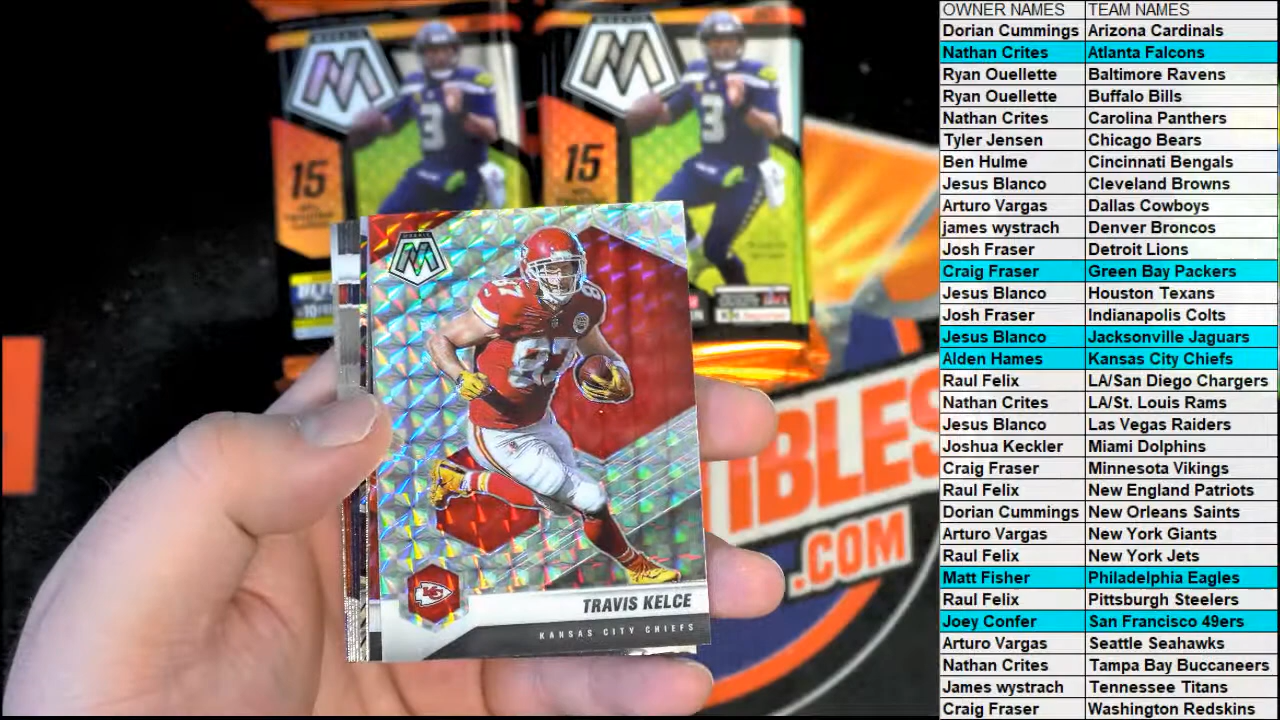 OWNER NAMES TEAM NAMES
Dorian Cummings Arizona Cardinals
Nathan Crites Atlanta Falcons
Ryan Ouellette Baltimore Ravens
Ryan Ouellette Buffalo Bills
Nathan Crites Carolina Panthers
Tyler Jensen Chicago Bears
Ben Hulme Cincinnati Bengals
Jesus Blanco Cleveland Browns
Arturo Vargas Dallas Cowboys
james wystrach Denver Broncos
Josh Fraser Detroit Lions
Craig Fraser Green Bay Packers
Jesus Blanco Houston Texans
Josh Fraser Indianapolis Colts
Jesus Blanco Jacksonville Jaguars
Alden Hames Kansas City Chiefs
Raul Felix LA/San Diego Chargers
Nathan Crites LA/St. Louis Rams
Jesus Blanco Las Vegas Raiders
Joshua Keckler Miami Dolphins
Craig Fraser Minnesota Vikings
Raul Felix New England Patriots
Dorian Cummings New Orleans Saints
Arturo Vargas New York Giants
Raul Felix New York Jets
Matt Fisher Philadelphia Eagles
Raul Felix Pittsburgh Steelers
Joey Confer San Francisco 49ers
Arturo Vargas Seattle Seahawks
Nathan Crites Tampa Bay Buccaneers
James wystrach Tennessee Titans
Craig Fraser Washington Redskins
M
3
15
M
3
15
MOSAIC
M
87
87
87
KC
TRAVIS KELCE
KANSAS CITY CHIEFS
IBLES
.COM